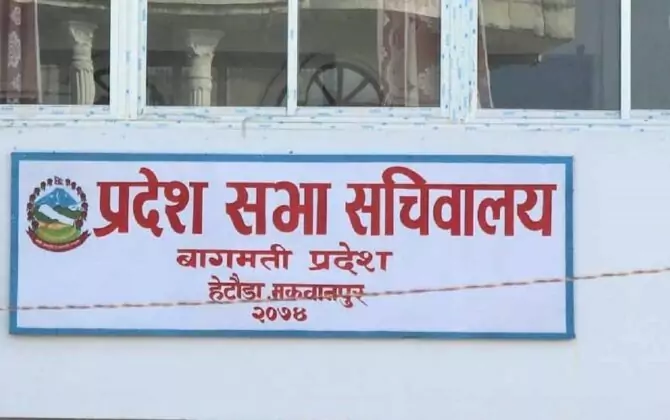 प्रदेश सभा सचिवालय
बागमती प्रदेश
हेटौडा, मकवानपुर
२०७४